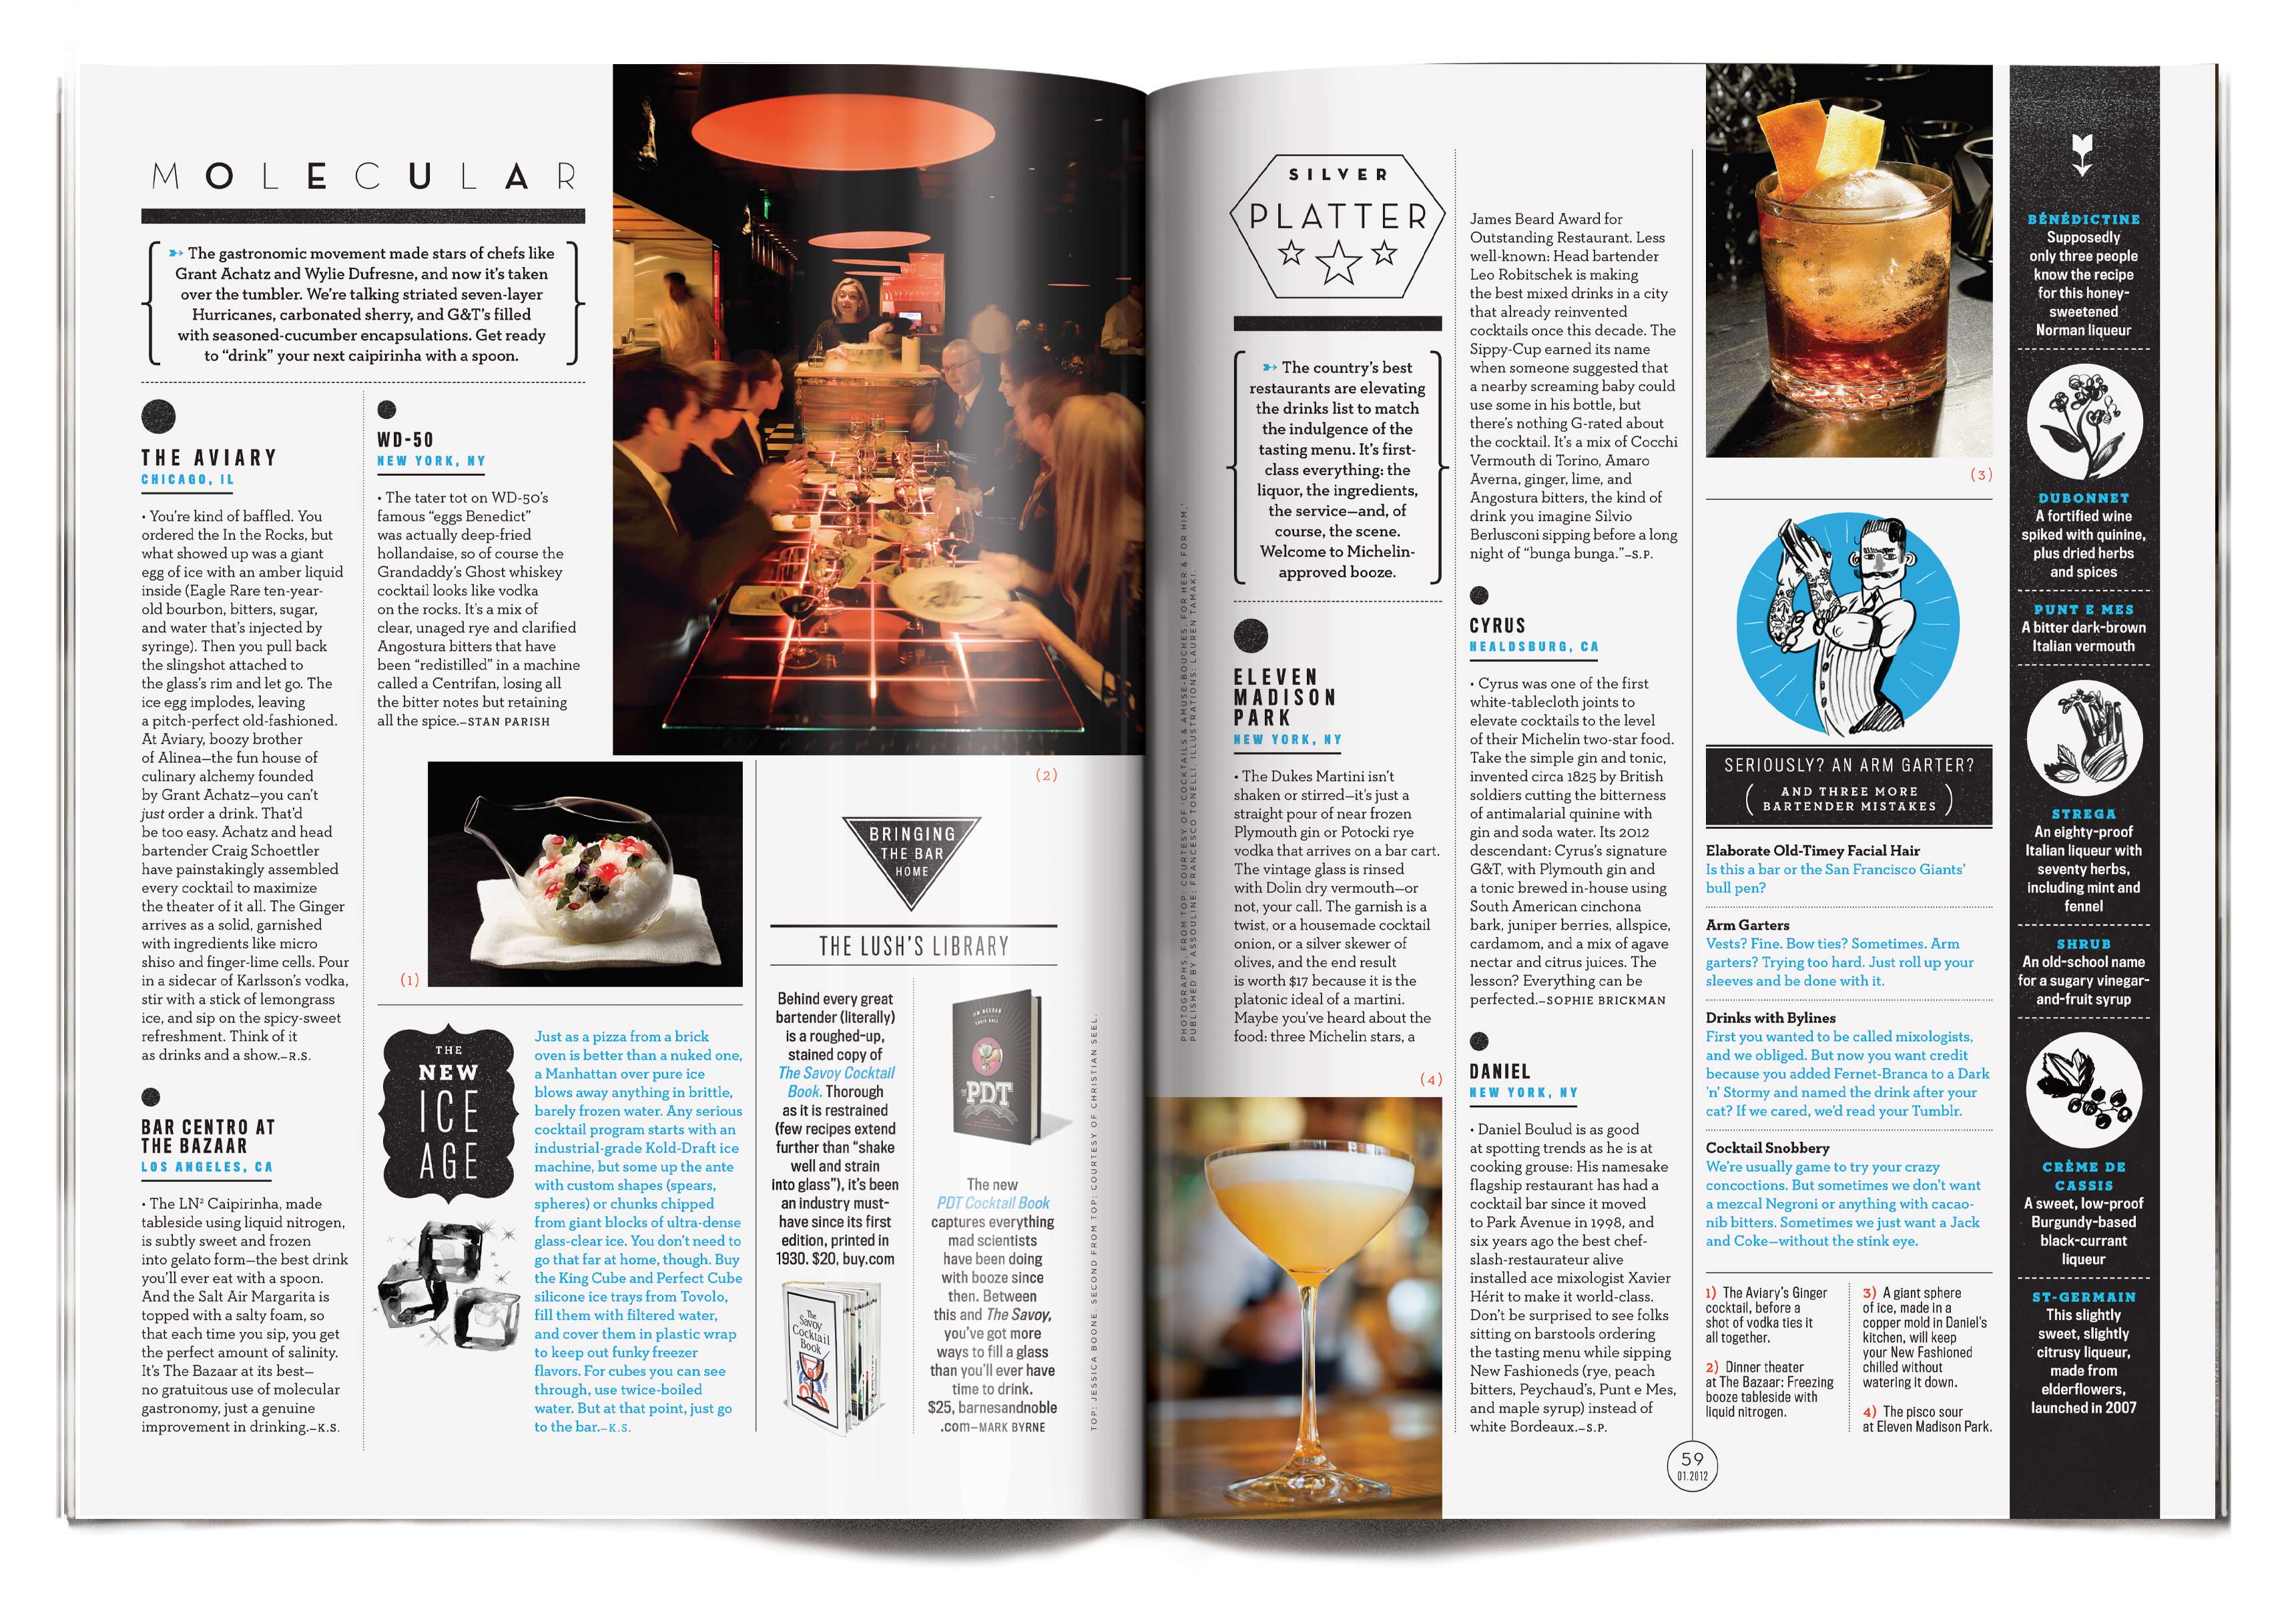 MOLECULAR
➳ The gastronomic movement made stars of chefs like
Grant Achatz and Wylie Dufresne, and now it's taken
over the tumbler. We're talking striated seven-layer
Hurricanes, carbonated sherry, and G&T's filled
with seasoned-cucumber encapsulations. Get ready
to “drink” your next caipirinha with a spoon.
THE AVIARY
CHICAGO, IL
• You're kind of baffled. You
ordered the In the Rocks, but
what showed up was a giant
egg of ice with an amber liquid
inside (Eagle Rare ten-year-
old bourbon, bitters, sugar,
and water that's injected by
syringe). Then you pull back
the slingshot attached to
the glass's rim and let go. The
ice egg implodes, leaving
a pitch-perfect old-fashioned.
At Aviary, boozy brother
of Alinea—the fun house of
culinary alchemy founded
by Grant Achatz—you can't
just order a drink. That'd
be too easy. Achatz and head
bartender Craig Schoettler
have painstakingly assembled
every cocktail to maximize
the theater of it all. The Ginger
arrives as a solid, garnished
with ingredients like micro
shiso and finger-lime cells. Pour
in a sidecar of Karlsson's vodka,
stir with a stick of lemongrass
ice, and sip on the spicy-sweet
refreshment. Think of it
as drinks and a show.—R.S.
BAR CENTRO AT
THE BAZAAR
LOS ANGELES, CA
• The LN² Caipirinha, made
tableside using liquid nitrogen,
is subtly sweet and frozen
into gelato form—the best drink
you'll ever eat with a spoon.
And the Salt Air Margarita is
topped with a salty foam, so
that each time you sip, you get
the perfect amount of salinity.
It's The Bazaar at its best—
no gratuitous use of molecular
gastronomy, just a genuine
improvement in drinking.—K.S.
WD-50
NEW YORK, NY
• The tater tot on WD-50's
famous “eggs Benedict”
was actually deep-fried
hollandaise, so of course the
Grandaddy's Ghost whiskey
cocktail looks like vodka
on the rocks. It's a mix of
clear, unaged rye and clarified
Angostura bitters that have
been “redistilled” in a machine
called a Centrifan, losing all
the bitter notes but retaining
all the spice.—STAN PARISH
(1)
(2)
THE
NEW
ICE
AGE
Just as a pizza from a brick
oven is better than a nuked one,
a Manhattan over pure ice
blows away anything in brittle,
barely frozen water. Any serious
cocktail program starts with an
industrial-grade Kold-Draft ice
machine, but some up the ante
with custom shapes (spears,
spheres) or chunks chipped
from giant blocks of ultra-dense
glass-clear ice. You don't need to
go that far at home, though. Buy
the King Cube and Perfect Cube
silicone ice trays from Tovolo,
fill them with filtered water,
and cover them in plastic wrap
to keep out funky freezer
flavors. For cubes you can see
through, use twice-boiled
water. But at that point, just go
to the bar.—K.S.
BRINGING
THE BAR
HOME
THE LUSH'S LIBRARY
Behind every great
bartender (literally)
is a roughed-up,
stained copy of
The Savoy Cocktail
Book. Thorough
as it is restrained
(few recipes extend
further than “shake
well and strain
into glass”), it's been
an industry must-
have since its first
edition, printed in
1930. $20, buy.com
The
Savoy
Cocktail
Book
JIM MEEHAN
CHRIS GALL
THE
PDT
The new
PDT Cocktail Book
captures everything
mad scientists
have been doing
with booze since
then. Between
this and The Savoy,
you've got more
ways to fill a glass
than you'll ever have
time to drink.
$25, barnesandnoble
.com—MARK BYRNE
TOP: JESSICA BOONE. SECOND FROM TOP: COURTESY OF CHRISTIAN SEEL.
PHOTOGRAPHS, FROM TOP: COURTESY OF “COCKTAILS & AMUSE-BOUCHES, FOR HER & FOR HIM,”
PUBLISHED BY ASSOULINE; FRANCESCO TONELLI. ILLUSTRATIONS: LAUREN TAMAKI.
SILVER
PLATTER
➳ The country's best
restaurants are elevating
the drinks list to match
the indulgence of the
tasting menu. It's first-
class everything: the
liquor, the ingredients,
the service—and, of
course, the scene.
Welcome to Michelin-
approved booze.
ELEVEN
MADISON
PARK
NEW YORK, NY
• The Dukes Martini isn't
shaken or stirred—it's just a
straight pour of near frozen
Plymouth gin or Potocki rye
vodka that arrives on a bar cart.
The vintage glass is rinsed
with Dolin dry vermouth—or
not, your call. The garnish is a
twist, or a housemade cocktail
onion, or a silver skewer of
olives, and the end result
is worth $17 because it is the
platonic ideal of a martini.
Maybe you've heard about the
food: three Michelin stars, a
(4)
James Beard Award for
Outstanding Restaurant. Less
well-known: Head bartender
Leo Robitschek is making
the best mixed drinks in a city
that already reinvented
cocktails once this decade. The
Sippy-Cup earned its name
when someone suggested that
a nearby screaming baby could
use some in his bottle, but
there's nothing G-rated about
the cocktail. It's a mix of Cocchi
Vermouth di Torino, Amaro
Averna, ginger, lime, and
Angostura bitters, the kind of
drink you imagine Silvio
Berlusconi sipping before a long
night of “bunga bunga.”—S.P.
CYRUS
HEALDSBURG, CA
• Cyrus was one of the first
white-tablecloth joints to
elevate cocktails to the level
of their Michelin two-star food.
Take the simple gin and tonic,
invented circa 1825 by British
soldiers cutting the bitterness
of antimalarial quinine with
gin and soda water. Its 2012
descendant: Cyrus's signature
G&T, with Plymouth gin and
a tonic brewed in-house using
South American cinchona
bark, juniper berries, allspice,
cardamom, and a mix of agave
nectar and citrus juices. The
lesson? Everything can be
perfected.—SOPHIE BRICKMAN
DANIEL
NEW YORK, NY
• Daniel Boulud is as good
at spotting trends as he is at
cooking grouse: His namesake
flagship restaurant has had a
cocktail bar since it moved
to Park Avenue in 1998, and
six years ago the best chef-
slash-restaurateur alive
installed ace mixologist Xavier
Hérit to make it world-class.
Don't be surprised to see folks
sitting on barstools ordering
the tasting menu while sipping
New Fashioneds (rye, peach
bitters, Peychaud's, Punt e Mes,
and maple syrup) instead of
white Bordeaux.—S.P.
(3)
SERIOUSLY? AN ARM GARTER?
( AND THREE MORE
BARTENDER MISTAKES )
Elaborate Old-Timey Facial Hair
Is this a bar or the San Francisco Giants'
bull pen?
Arm Garters
Vests? Fine. Bow ties? Sometimes. Arm
garters? Trying too hard. Just roll up your
sleeves and be done with it.
Drinks with Bylines
First you wanted to be called mixologists,
and we obliged. But now you want credit
because you added Fernet-Branca to a Dark
'n' Stormy and named the drink after your
cat? If we cared, we'd read your Tumblr.
Cocktail Snobbery
We're usually game to try your crazy
concoctions. But sometimes we don't want
a mezcal Negroni or anything with cacao-
nib bitters. Sometimes we just want a Jack
and Coke—without the stink eye.
1) The Aviary's Ginger
cocktail, before a
shot of vodka ties it
all together.
2) Dinner theater
at The Bazaar: Freezing
booze tableside with
liquid nitrogen.
3) A giant sphere
of ice, made in a
copper mold in Daniel's
kitchen, will keep
your New Fashioned
chilled without
watering it down.
4) The pisco sour
at Eleven Madison Park.
59
01.2012
BÉNÉDICTINE
Supposedly
only three people
know the recipe
for this honey-
sweetened
Norman liqueur
DUBONNET
A fortified wine
spiked with quinine,
plus dried herbs
and spices
PUNT E MES
A bitter dark-brown
Italian vermouth
STREGA
An eighty-proof
Italian liqueur with
seventy herbs,
including mint and
fennel
SHRUB
An old-school name
for a sugary vinegar-
and-fruit syrup
CRÈME DE
CASSIS
A sweet, low-proof
Burgundy-based
black-currant
liqueur
ST-GERMAIN
This slightly
sweet, slightly
citrusy liqueur,
made from
elderflowers,
launched in 2007